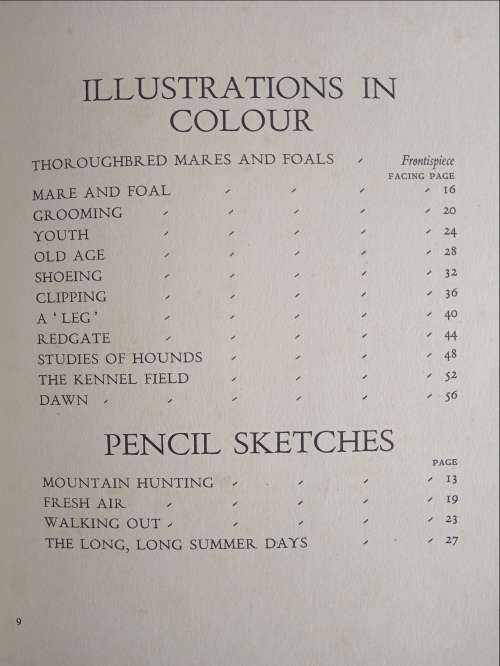 ILLUSTRATIONS IN
COLOUR
THOROUGHBRED MARES AND FOALS ‐ Frontispiece
FACING PAGE
MARE AND FOAL ‐ ‐ ‐ ‐ 16
GROOMING ‐ ‐ ‐ ‐ ‐ 20
YOUTH ‐ ‐ ‐ ‐ ‐ 24
OLD AGE ‐ ‐ ‐ ‐ ‐ 28
SHOEING ‐ ‐ ‐ ‐ ‐ 32
CLIPPING ‐ ‐ ‐ ‐ ‐ 36
A ‘ LEG ’ ‐ ‐ ‐ ‐ ‐ 40
REDGATE ‐ ‐ ‐ ‐ ‐ 44
STUDIES OF HOUNDS ‐ ‐ ‐ ‐ 48
THE KENNEL FIELD ‐ ‐ ‐ ‐ 52
DAWN ‐ ‐ ‐ ‐ ‐ ‐ 56
PENCIL SKETCHES
PAGE
MOUNTAIN HUNTING ‐ ‐ ‐ ‐ 13
FRESH AIR ‐ ‐ ‐ ‐ ‐ 19
WALKING OUT ‐ ‐ ‐ ‐ ‐ 23
THE LONG, LONG SUMMER DAYS ‐ ‐ 27
9